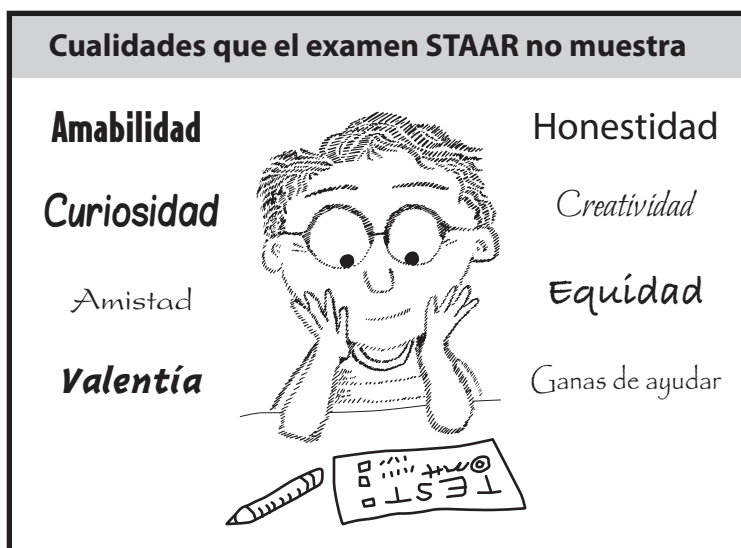 Cualidades que el examen STAAR no muestra
Amabilidad
Honestidad
Curiosidad
Creatividad
Amistad
Equidad
Valentía
Ganas de ayudar
TEST